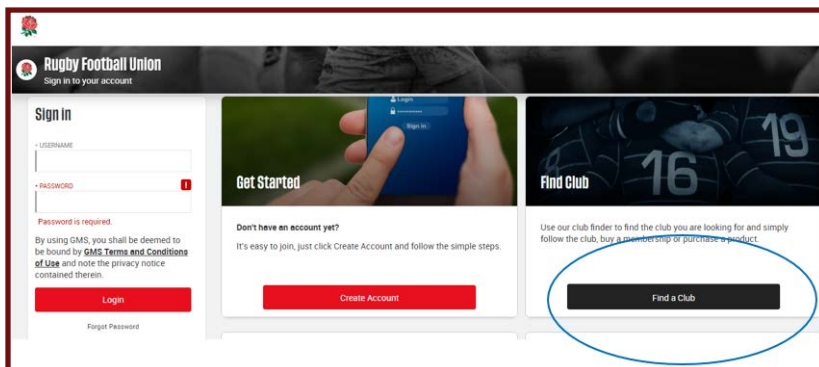 Rugby Football Union
Sign in to your account
Sign in
• USERNAME
• PASSWORD
!
Password is required.
By using GMS, you shall be deemed to
be bound by GMS Terms and Conditions
of Use and note the privacy notice
contained therein.
Login
Forgot Password
Login
Sign In
Get Started
Don't have an account yet?
It's easy to join, just click Create Account and follow the simple steps.
Create Account
16
19
Find Club
Use our club finder to find the club you are looking for and simply
follow the club, buy a membership or purchase a product.
Find a Club